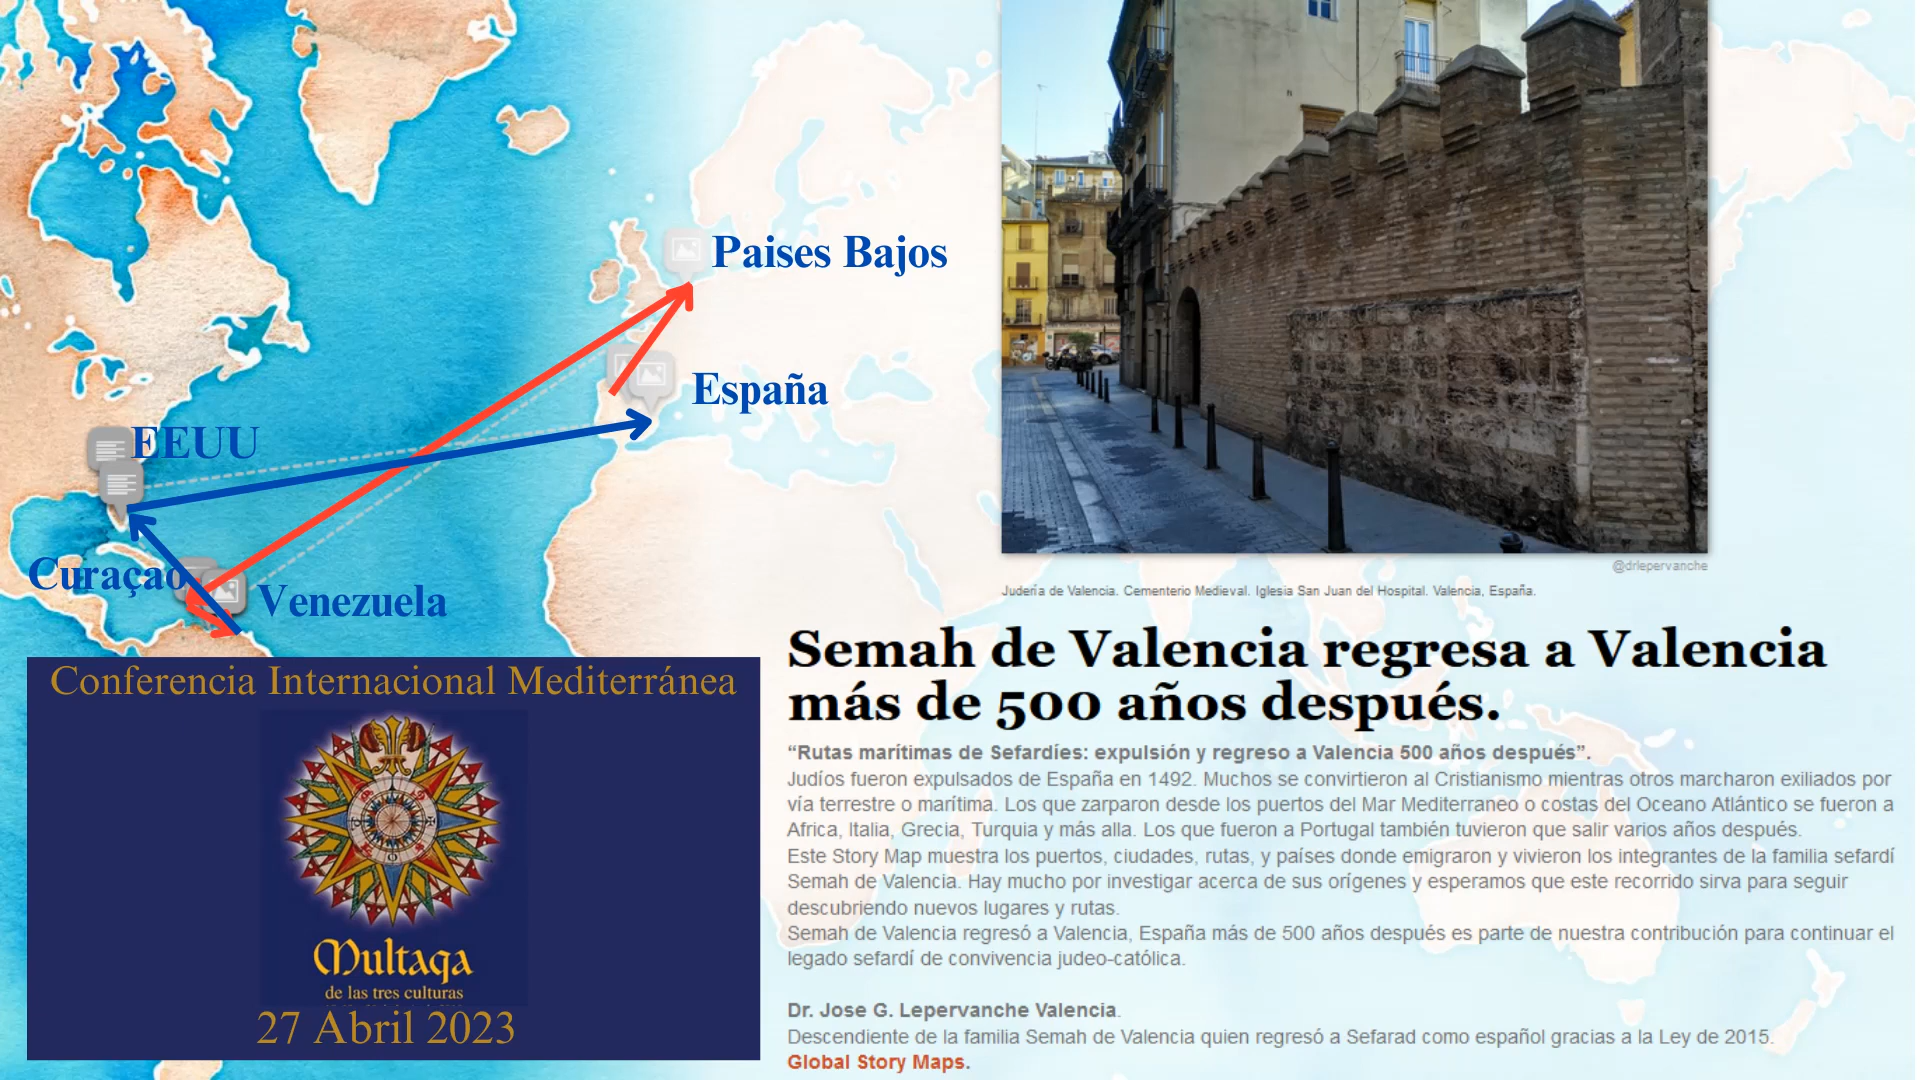 Paises Bajos
España
EEUU
Curaçao
Venezuela
@drlepervanche
Judería de Valencia. Cementerio Medieval. Iglesia San Juan del Hospital. Valencia, España.
Conferencia Internacional Mediterránea
Multaqa
de las tres culturas
27 Abril 2023
Semah de Valencia regresa a Valencia
más de 500 años después.
“Rutas marítimas de Sefardíes: expulsión y regreso a Valencia 500 años después”.
Judíos fueron expulsados de España en 1492. Muchos se convirtieron al Cristianismo mientras otros marcharon exiliados por
vía terrestre o marítima. Los que zarparon desde los puertos del Mar Mediterraneo o costas del Oceano Atlántico se fueron a
Africa, Italia, Grecia, Turquia y más alla. Los que fueron a Portugal también tuvieron que salir varios años después.
Este Story Map muestra los puertos, ciudades, rutas, y países donde emigraron y vivieron los integrantes de la familia sefardí
Semah de Valencia. Hay mucho por investigar acerca de sus orígenes y esperamos que este recorrido sirva para seguir
descubriendo nuevos lugares y rutas.
Semah de Valencia regresó a Valencia, España más de 500 años después es parte de nuestra contribución para continuar el
legado sefardí de convivencia judeo-católica.
Dr. Jose G. Lepervanche Valencia.
Descendiente de la familia Semah de Valencia quien regresó a Sefarad como español gracias a la Ley de 2015.
Global Story Maps.